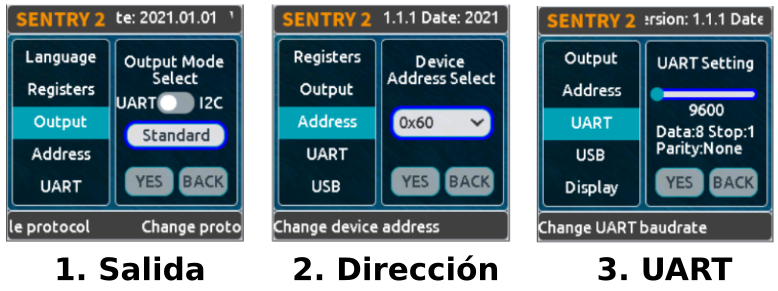 SENTRY 2 te: 2021.01.01
Language
Registers
Output
Address
UART
Output Mode
Select
UART I2C
Standard
YES BACK
le protocol Change proto
1. Salida
SENTRY 2 1.1.1 Date: 2021
Registers
Output
Address
UART
USB
Device
Address Select
0x60
YES BACK
Change device address
2. Dirección
SENTRY 2 ersion: 1.1.1 Date
Output
Address
UART
USB
Display
UART Setting
9600
Data:8 Stop:1
Parity:None
YES BACK
Change UART baudrate
3. UART